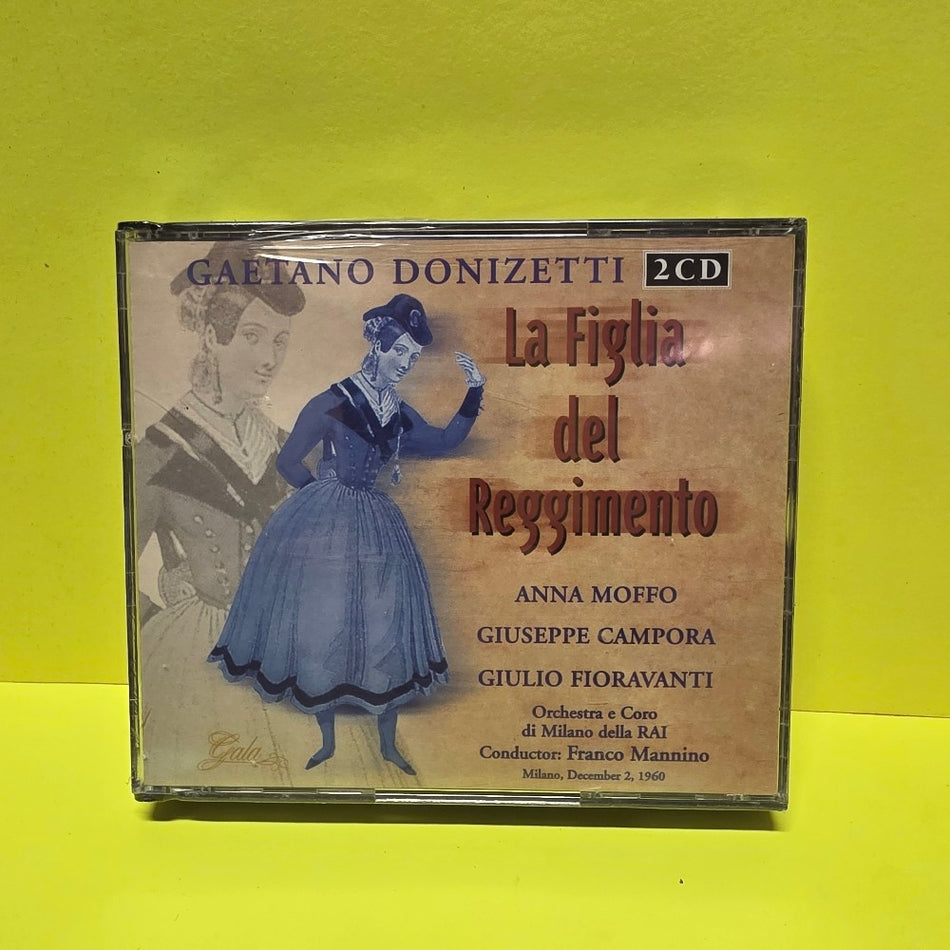 GAETANO DONIZETTI 2CD
La Figlia
del
Reggimento
ANNA MOFFO
GIUSEPPE CAMPORA
GIULIO FIORAVANTI
Orchestra e Coro
di Milano della RAI
Conductor: Franco Mannino
Milano, December 2, 1960
Gala